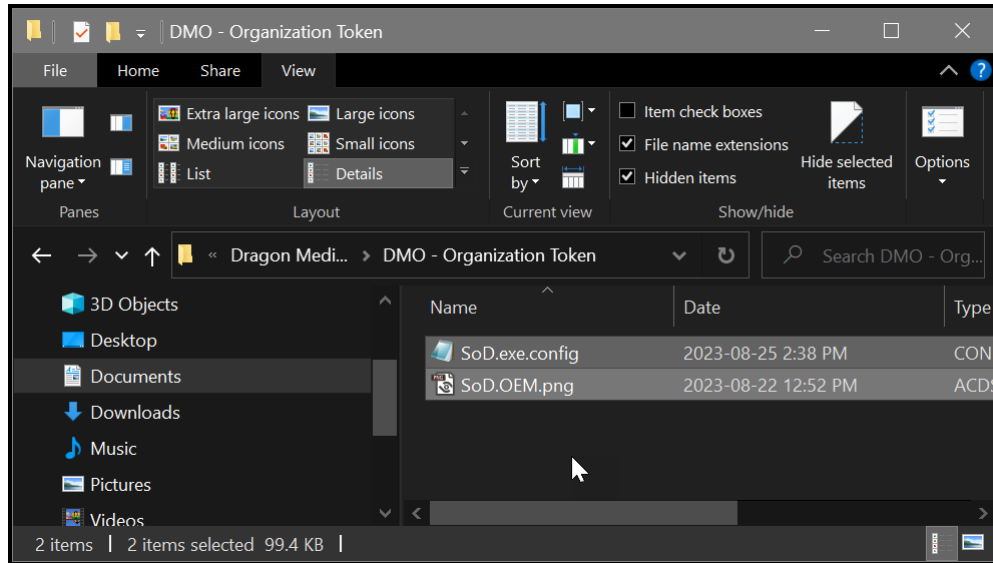 DMO - Organization Token
File Home Share View
Extra large icons Large icons
Medium icons Small icons
List Details
Navigation pane
Sort by
Item check boxes
File name extensions
Hidden items
Hide selected items
Options
Panes Layout Current view Show/hide
« Dragon Medi... > DMO - Organization Token
Search DMO - Org...
3D Objects
Desktop
Documents
Downloads
Music
Pictures
Videos
Name Date Type
SoD.exe.config 2023-08-25 2:38 PM CON
SoD.OEM.png 2023-08-22 12:52 PM ACDS
2 items 2 items selected 99.4 KB